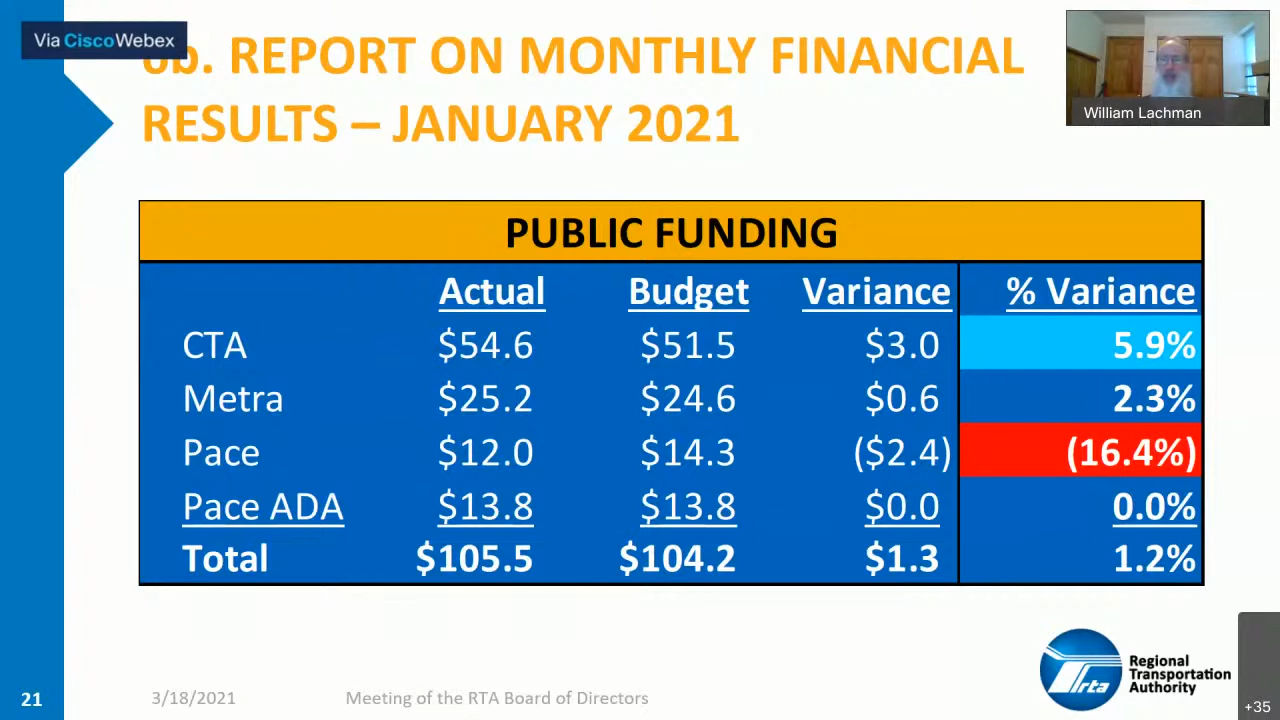 Via Cisco Webex
6b. REPORT ON MONTHLY FINANCIAL
RESULTS – JANUARY 2021
William Lachman
PUBLIC FUNDING
Actual Budget Variance % Variance
CTA $54.6 $51.5 $3.0 5.9%
Metra $25.2 $24.6 $0.6 2.3%
Pace $12.0 $14.3 ($2.4) (16.4%)
Pace ADA $13.8 $13.8 $0.0 0.0%
Total $105.5 $104.2 $1.3 1.2%
rta
Regional
Transportation
Authority
21 3/18/2021 Meeting of the RTA Board of Directors
+35